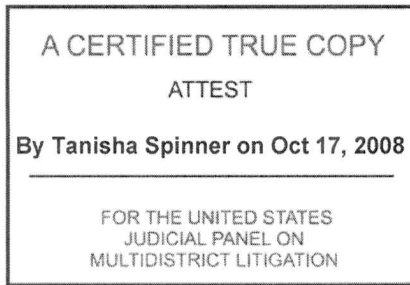 A CERTIFIED TRUE COPY
ATTEST
By Tanisha Spinner on Oct 17, 2008
FOR THE UNITED STATES
JUDICIAL PANEL ON
MULTIDISTRICT LITIGATION